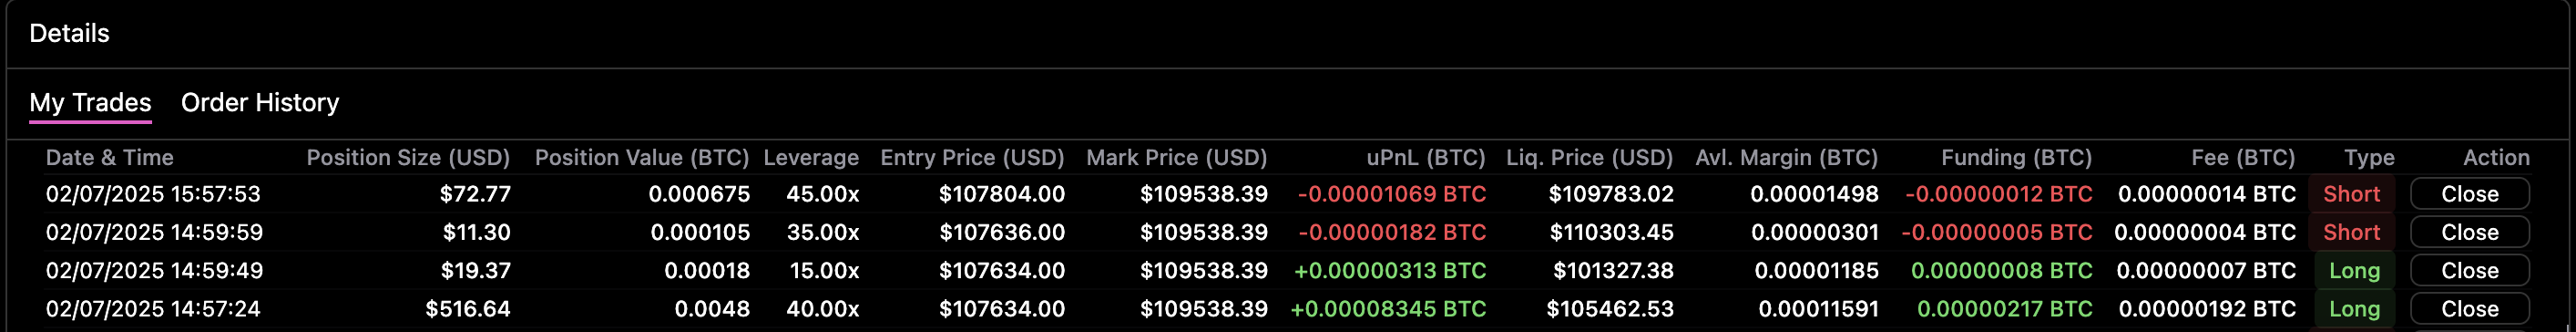 Details
My Trades Order History
Date & Time Position Size (USD) Position Value (BTC) Leverage Entry Price (USD) Mark Price (USD) uPnL (BTC) Liq. Price (USD) Avl. Margin (BTC) Funding (BTC) Fee (BTC) Type Action
02/07/2025 15:57:53 $72.77 0.000675 45.00x $107804.00 $109538.39 -0.00001069 BTC $109783.02 0.00001498 -0.00000012 BTC 0.00000014 BTC Short Close
02/07/2025 14:59:59 $11.30 0.000105 35.00x $107636.00 $109538.39 -0.00000182 BTC $110303.45 0.00000301 -0.00000005 BTC 0.00000004 BTC Short Close
02/07/2025 14:59:49 $19.37 0.00018 15.00x $107634.00 $109538.39 +0.00000313 BTC $101327.38 0.00001185 0.00000008 BTC 0.00000007 BTC Long Close
02/07/2025 14:57:24 $516.64 0.0048 40.00x $107634.00 $109538.39 +0.00008345 BTC $105462.53 0.00011591 0.00000217 BTC 0.00000192 BTC Long Close